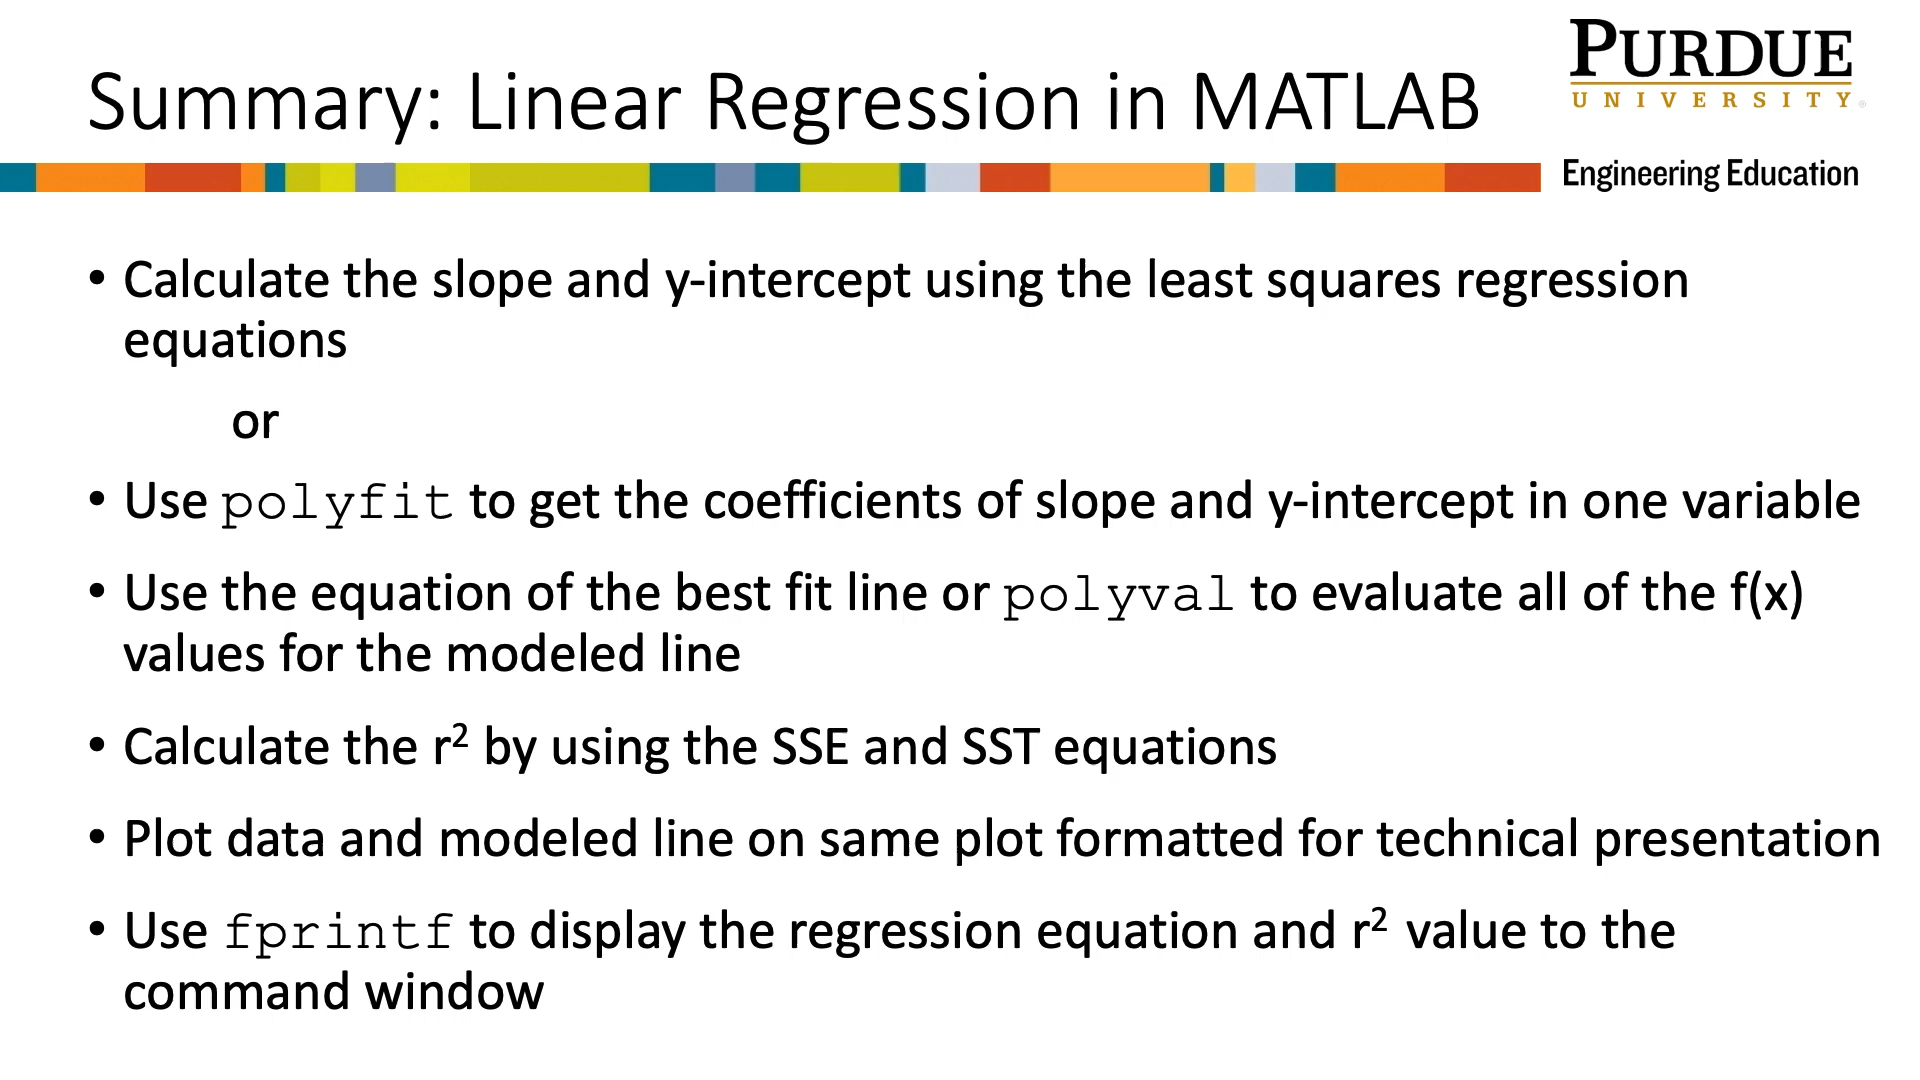 PURDUE
UNIVERSITY®
Summary: Linear Regression in MATLAB
Engineering Education
• Calculate the slope and y-intercept using the least squares regression
equations
or
• Use polyfit to get the coefficients of slope and y-intercept in one variable
• Use the equation of the best fit line or polyval to evaluate all of the f(x)
values for the modeled line
• Calculate the r² by using the SSE and SST equations
• Plot data and modeled line on same plot formatted for technical presentation
• Use fprintf to display the regression equation and r² value to the
command window